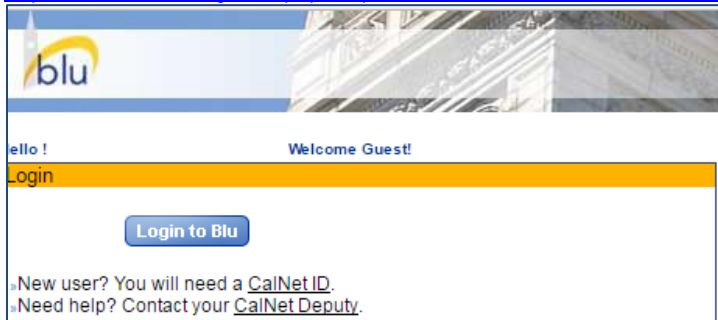 blu
ello ! Welcome Guest!
Login
Login to Blu
»New user? You will need a CalNet ID.
»Need help? Contact your CalNet Deputy.